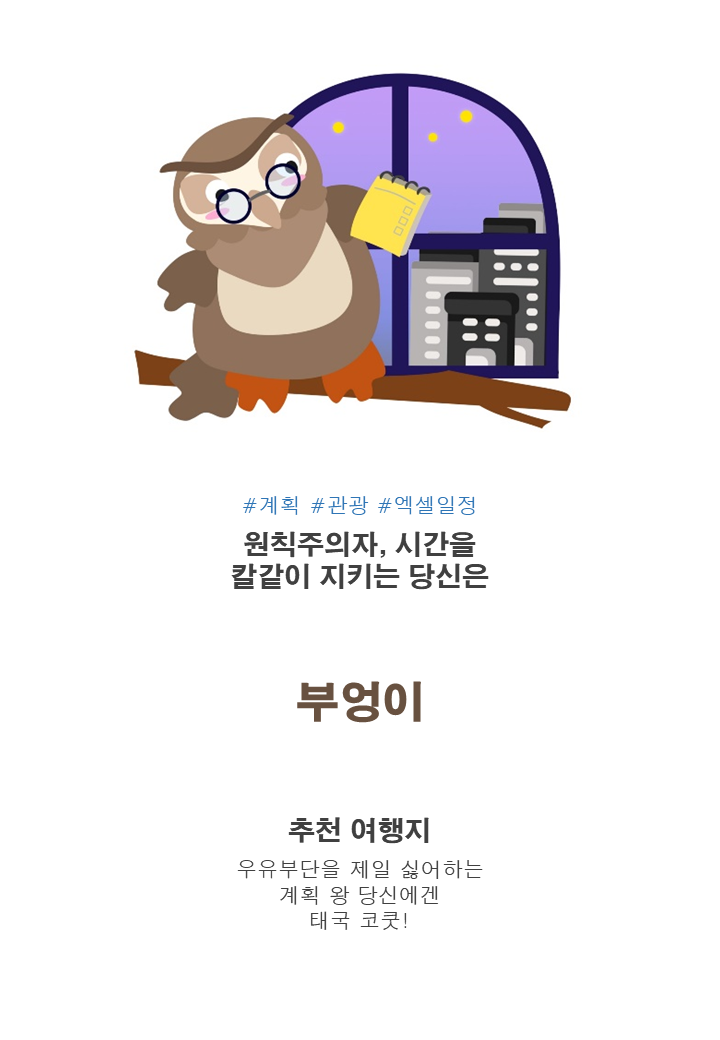 #계획 #관광 #엑셀일정
원칙주의자, 시간을
칼같이 지키는 당신은
부엉이
추천 여행지
우유부단을 제일 싫어하는
계획 왕 당신에겐
태국 코쿳!